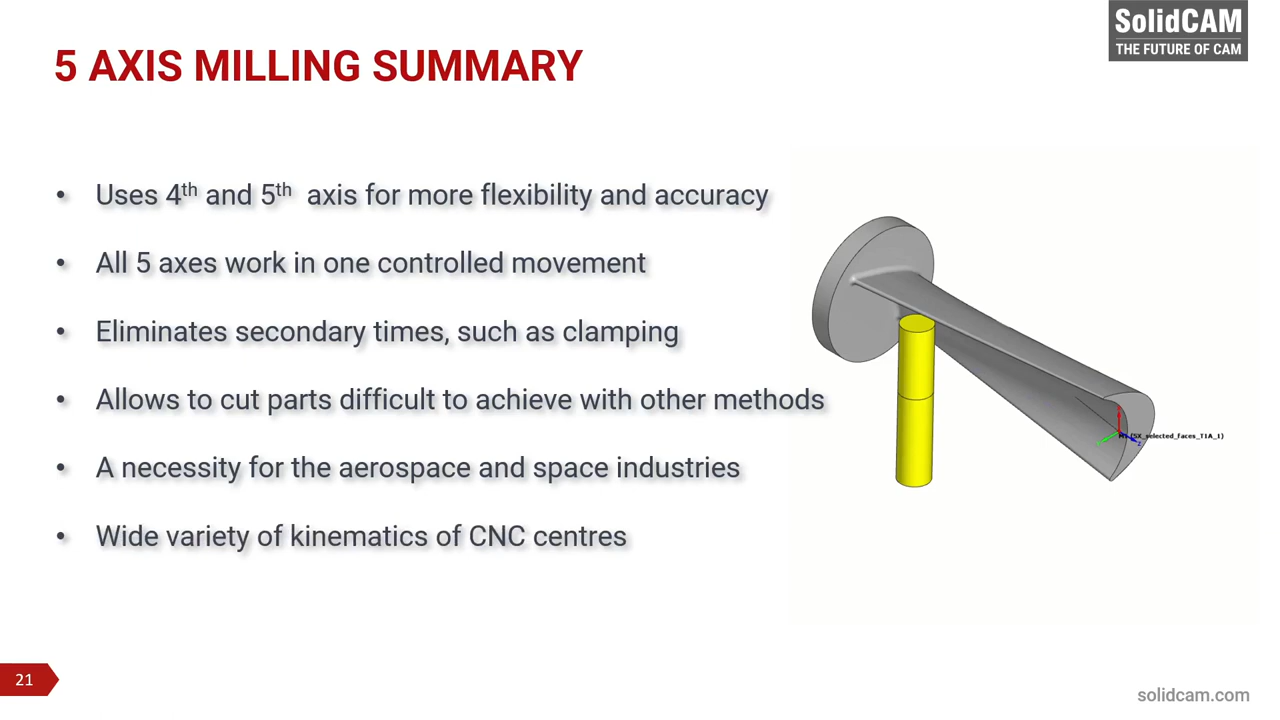 SolidCAM
THE FUTURE OF CAM
5 AXIS MILLING SUMMARY
• Uses 4th and 5th axis for more flexibility and accuracy
• All 5 axes work in one controlled movement
• Eliminates secondary times, such as clamping
• Allows to cut parts difficult to achieve with other methods
• A necessity for the aerospace and space industries
• Wide variety of kinematics of CNC centres
(5X_selected_faces_T1A_1)
21
solidcam.com